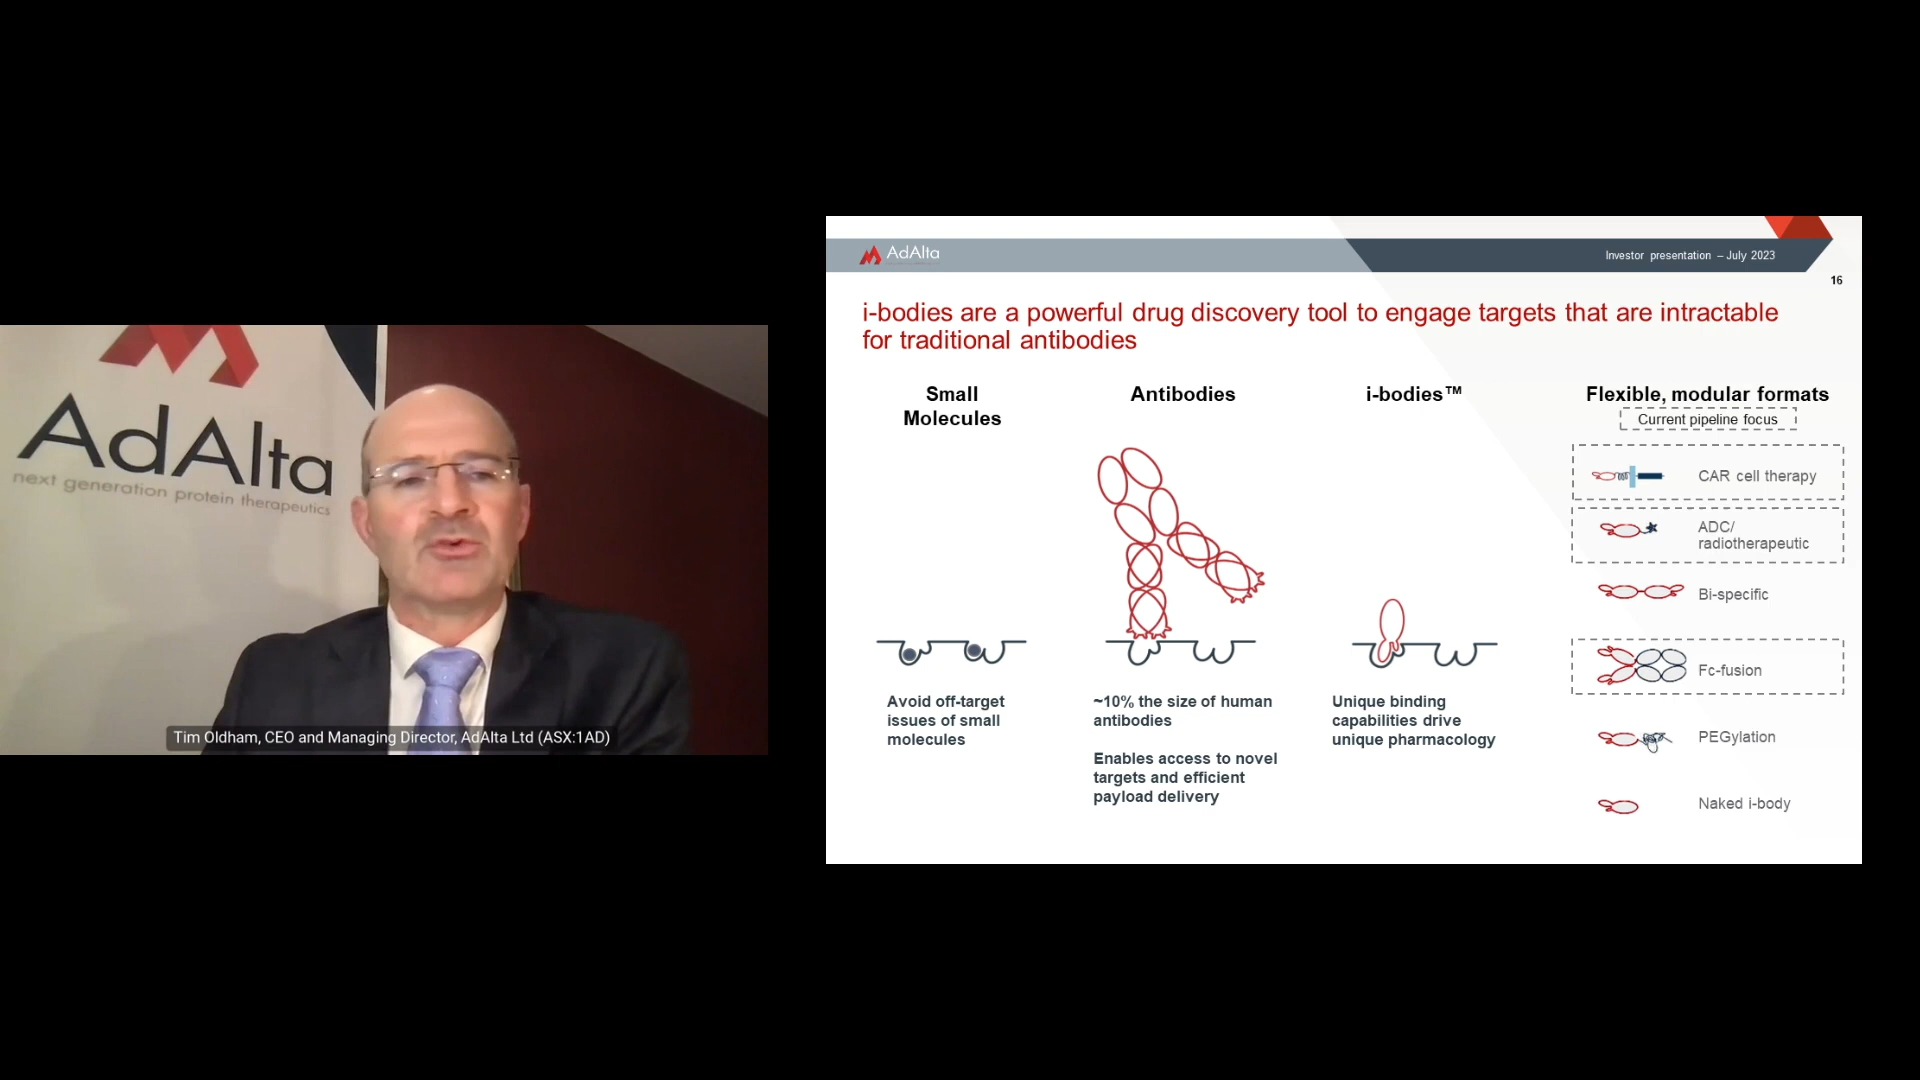 AdAlta
next generation protein therapeutics
Tim Oldham, CEO and Managing Director, AdAlta Ltd (ASX:1AD)
AdAlta
Investor presentation – July 2023
16
i-bodies are a powerful drug discovery tool to engage targets that are intractable
for traditional antibodies
Small
Molecules
Avoid off-target
issues of small
molecules
Antibodies
~10% the size of human
antibodies
Enables access to novel
targets and efficient
payload delivery
i-bodies™
Unique binding
capabilities drive
unique pharmacology
Flexible, modular formats
Current pipeline focus
CAR cell therapy
ADC/
radiotherapeutic
Bi-specific
Fc-fusion
PEGylation
Naked i-body